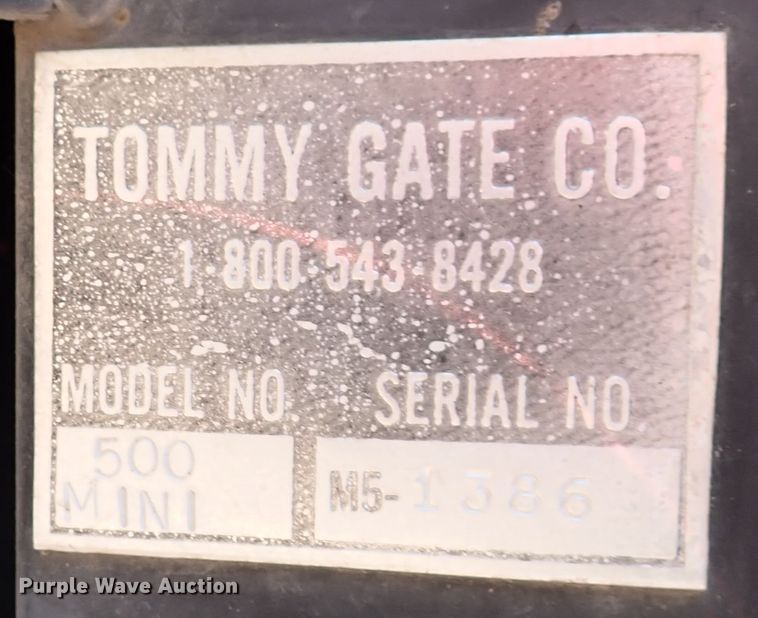 TOMMY GATE CO.
1-800-543-8428
MODEL NO. SERIAL NO.
500 MINI M5-1386
Purple Wave Auction